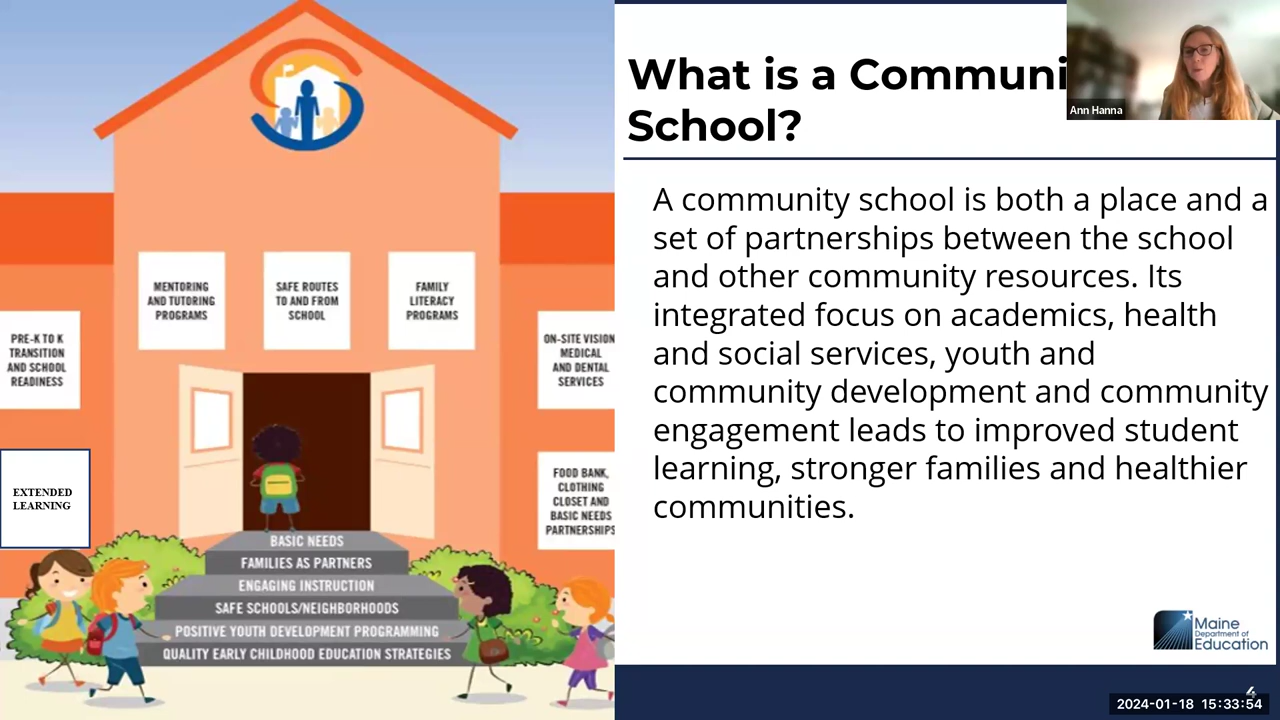 MENTORING
AND TUTORING
PROGRAMS
SAFE ROUTES
TO AND FROM
SCHOOL
FAMILY
LITERACY
PROGRAMS
PRE-K TO K
TRANSITION
AND SCHOOL
READINESS
ON-SITE VISION
MEDICAL
AND DENTAL
SERVICES
EXTENDED
LEARNING
FOOD BANK,
CLOTHING
CLOSET AND
BASIC NEEDS
PARTNERSHIPS
BASIC NEEDS
FAMILIES AS PARTNERS
ENGAGING INSTRUCTION
SAFE SCHOOLS/NEIGHBORHOODS
POSITIVE YOUTH DEVELOPMENT PROGRAMMING
QUALITY EARLY CHILDHOOD EDUCATION STRATEGIES
What is a Communi
School?
Ann Hanna
A community school is both a place and a
set of partnerships between the school
and other community resources. Its
integrated focus on academics, health
and social services, youth and
community development and community
engagement leads to improved student
learning, stronger families and healthier
communities.
Maine
Department of
Education
4
2024-01-18 15:33:54